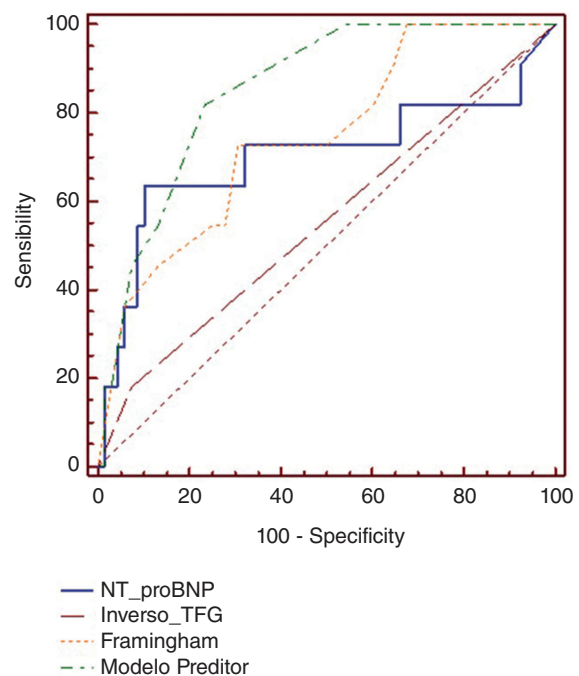 100
80
60
40
20
0
Sensibility
0 20 40 60 80 100
100 - Specificity
NT_proBNP
Inverso_TFG
Framingham
Modelo Preditor